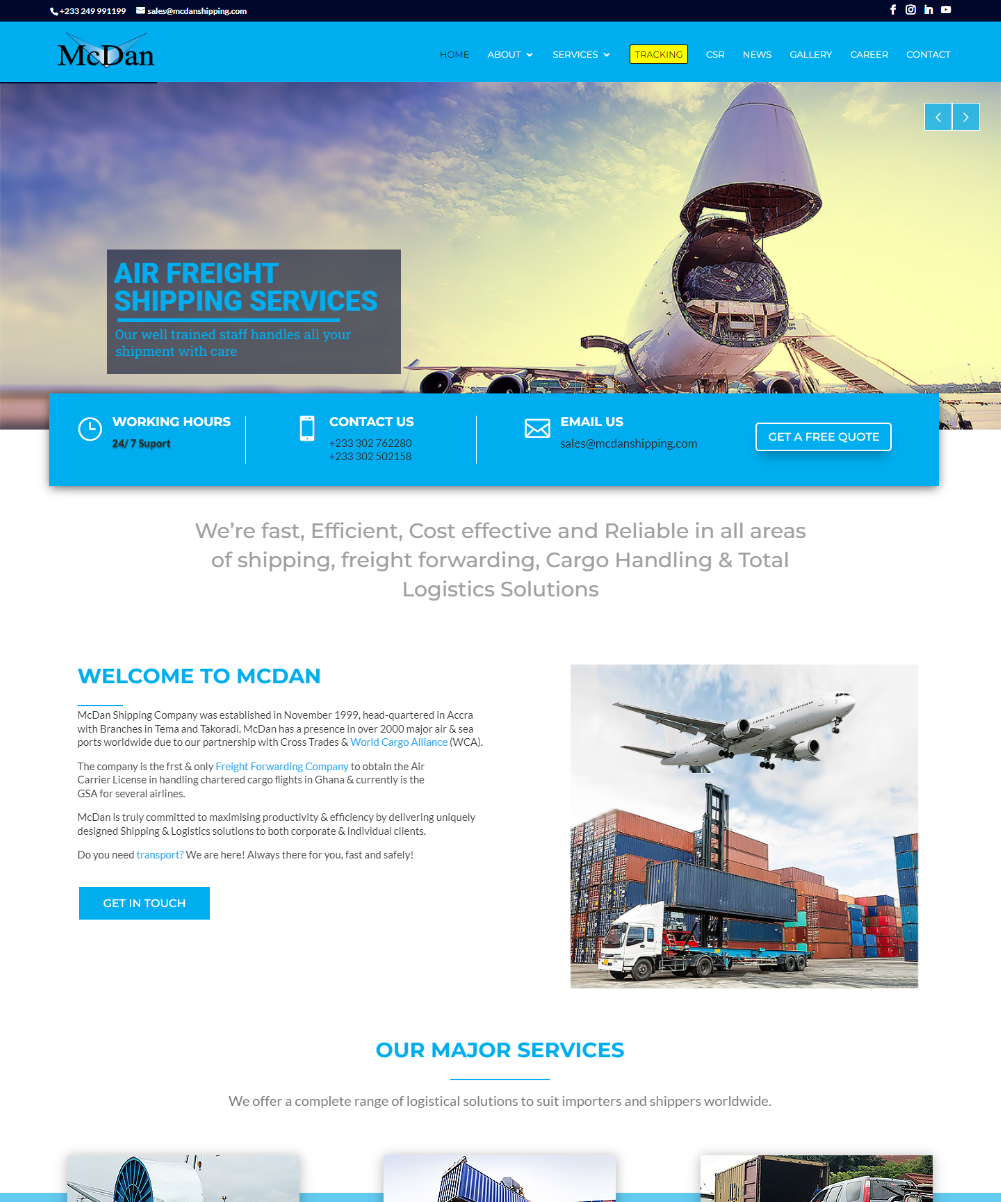 +233 249 991199 sales@mcdanshipping.com
McDan
HOME ABOUT SERVICES TRACKING CSR NEWS GALLERY CAREER CONTACT
AIR FREIGHT
SHIPPING SERVICES
Our well trained staff handles all your
shipment with care
WORKING HOURS
24/ 7 Suport
CONTACT US
+233 302 762280
+233 302 502158
EMAIL US
sales@mcdanshipping.com
GET A FREE QUOTE
We’re fast, Efficient, Cost effective and Reliable in all areas
of shipping, freight forwarding, Cargo Handling & Total
Logistics Solutions
WELCOME TO MCDAN
McDan Shipping Company was established in November 1999, head-quartered in Accra
with Branches in Tema and Takoradi. McDan has a presence in over 2000 major air & sea
ports worldwide due to our partnership with Cross Trades & World Cargo Alliance (WCA).
The company is the frst & only Freight Forwarding Company to obtain the Air
Carrier License in handling chartered cargo flights in Ghana & currently is the
GSA for several airlines.
McDan is truly committed to maximising productivity & efficiency by delivering uniquely
designed Shipping & Logistics solutions to both corporate & individual clients.
Do you need transport? We are here! Always there for you, fast and safely!
GET IN TOUCH
OUR MAJOR SERVICES
We offer a complete range of logistical solutions to suit importers and shippers worldwide.